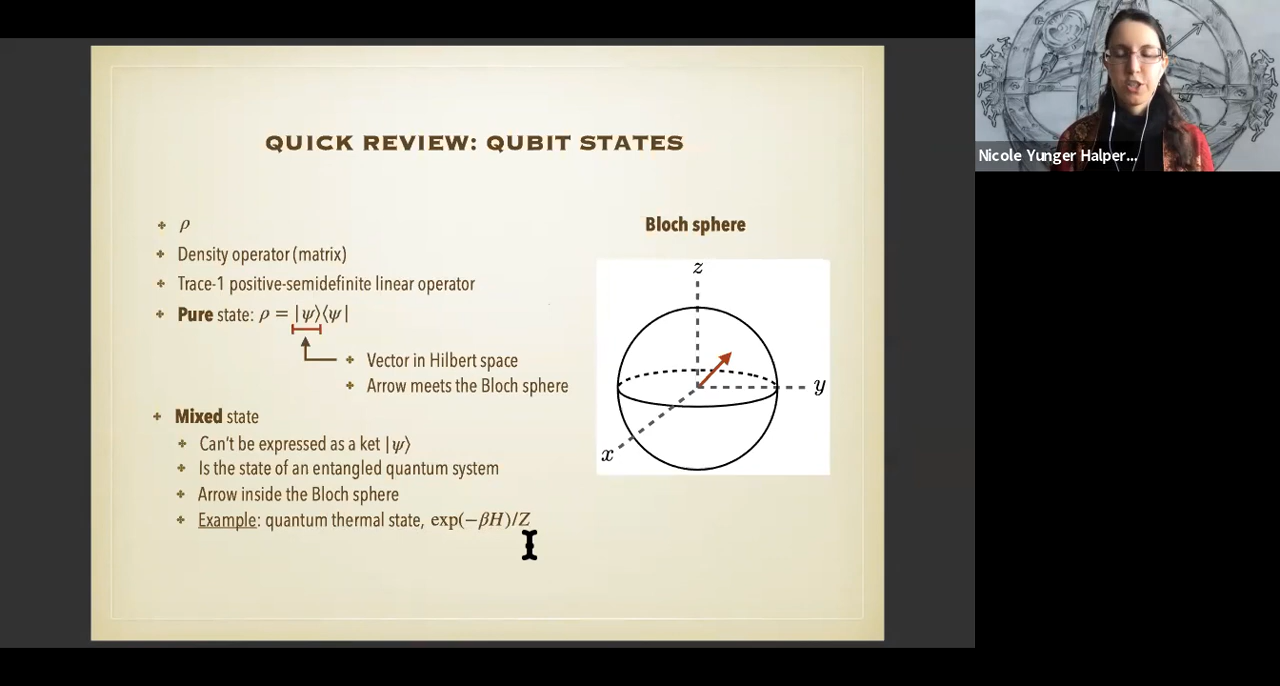 QUICK REVIEW: QUBIT STATES
ρ
Density operator (matrix)
Trace-1 positive-semidefinite linear operator
Pure state: ρ = |ψ⟩⟨ψ|
Vector in Hilbert space
Arrow meets the Bloch sphere
Mixed state
Can't be expressed as a ket |ψ⟩
Is the state of an entangled quantum system
Arrow inside the Bloch sphere
Example: quantum thermal state, exp(−βH)/Z
Bloch sphere
z
y
x
Nicole Yunger Halper...